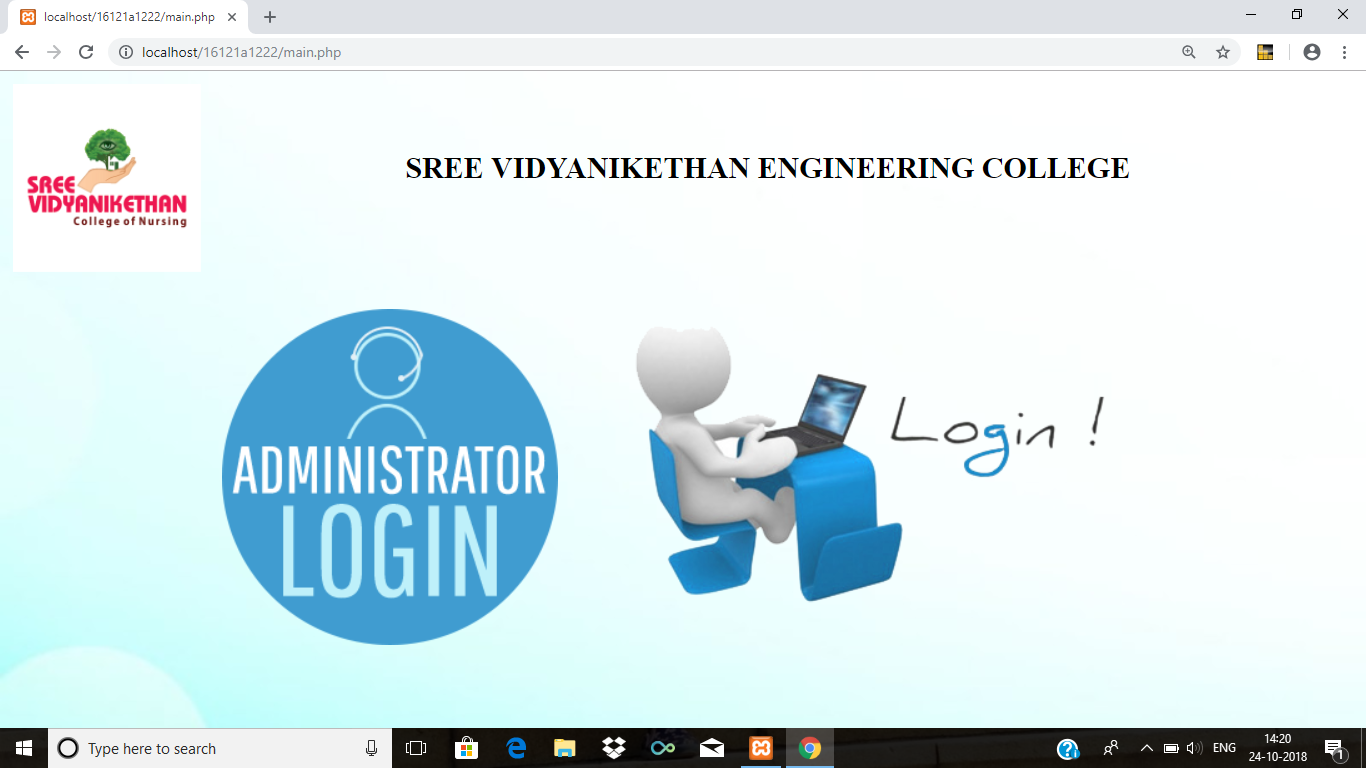 localhost/16121a1222/main.php
localhost/16121a1222/main.php
SREE
VIDYANIKETHAN
College of Nursing
SREE VIDYANIKETHAN ENGINEERING COLLEGE
ADMINISTRATOR
LOGIN
Login !
Type here to search
ENG
14:20
24-10-2018
1